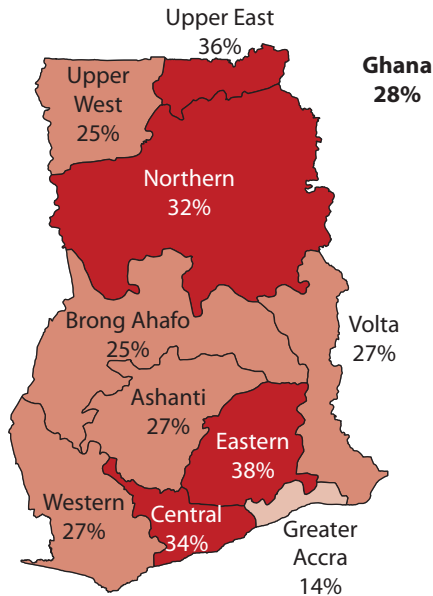 Upper East
36%
Ghana
28%
Upper
West
25%
Northern
32%
Brong Ahafo
25%
Volta
27%
Ashanti
27%
Eastern
38%
Western
27%
Central
34%
Greater
Accra
14%